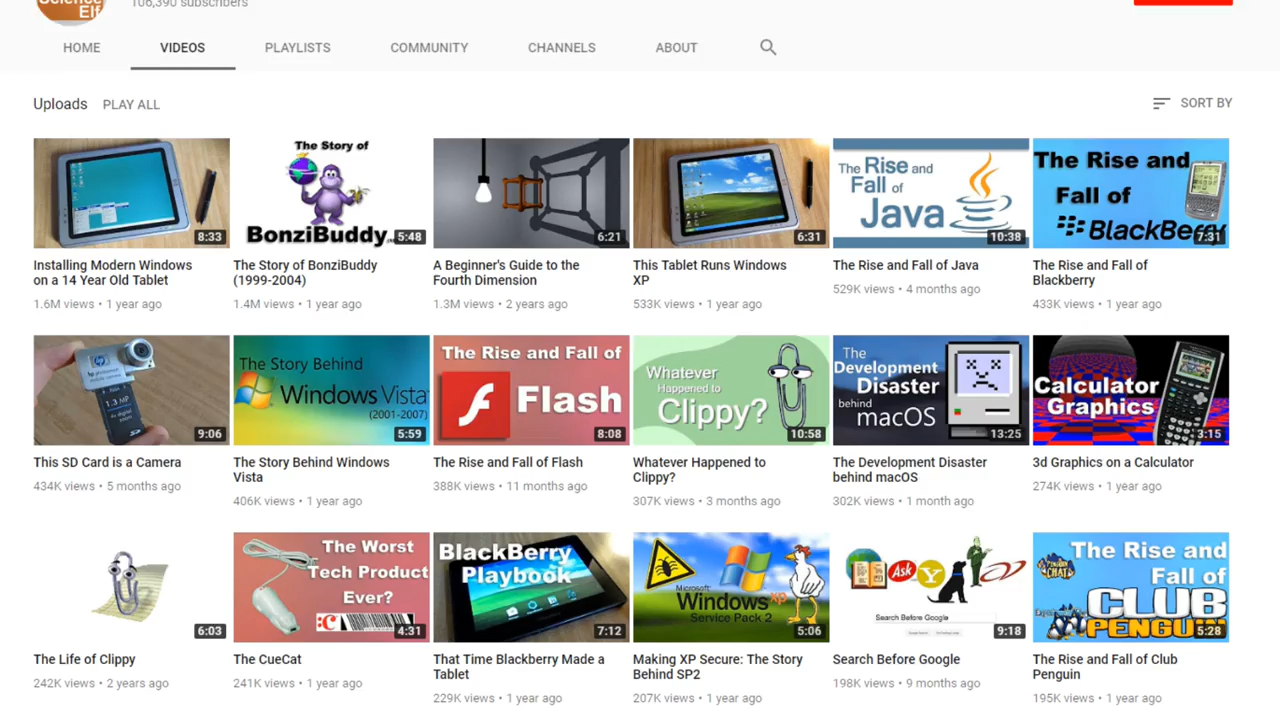 Science
Elf
106,390 subscribers
HOME
VIDEOS
PLAYLISTS
COMMUNITY
CHANNELS
ABOUT
Uploads
PLAY ALL
SORT BY
8:33
The Story of
BonziBuddy
5:48
6:21
6:31
The Rise and
Fall of
Java
10:38
The Rise and
Fall of
BlackBerry
7:31
Installing Modern Windows
on a 14 Year Old Tablet
1.6M views • 1 year ago
The Story of BonziBuddy
(1999-2004)
1.4M views • 1 year ago
A Beginner's Guide to the
Fourth Dimension
1.3M views • 2 years ago
This Tablet Runs Windows
XP
533K views • 1 year ago
The Rise and Fall of Java
529K views • 4 months ago
The Rise and Fall of
Blackberry
433K views • 1 year ago
hp
1.3 MP
9:06
The Story Behind
Windows Vista
(2001-2007)
5:59
The Rise and Fall of
Flash
8:08
Whatever
Happened to
Clippy?
10:58
The
Development
Disaster
behind
macOS
13:25
Calculator
Graphics
3:15
This SD Card is a Camera
434K views • 5 months ago
The Story Behind Windows
Vista
406K views • 1 year ago
The Rise and Fall of Flash
388K views • 11 months ago
Whatever Happened to
Clippy?
307K views • 3 months ago
The Development Disaster
behind macOS
302K views • 1 month ago
3d Graphics on a Calculator
274K views • 1 year ago
6:03
The Worst
Tech Product
Ever?
:C
4:31
BlackBerry
Playbook
7:12
Microsoft
Windows xp
Service Pack 2
5:06
Ask
Y
Search Before Google
9:18
The Rise and
Fall of
PENGUIN
CHAT
CLUB
PENGUIN
5:28
The Life of Clippy
242K views • 2 years ago
The CueCat
241K views • 1 year ago
That Time Blackberry Made a
Tablet
229K views • 1 year ago
Making XP Secure: The Story
Behind SP2
207K views • 1 year ago
Search Before Google
198K views • 9 months ago
The Rise and Fall of Club
Penguin
195K views • 1 year ago